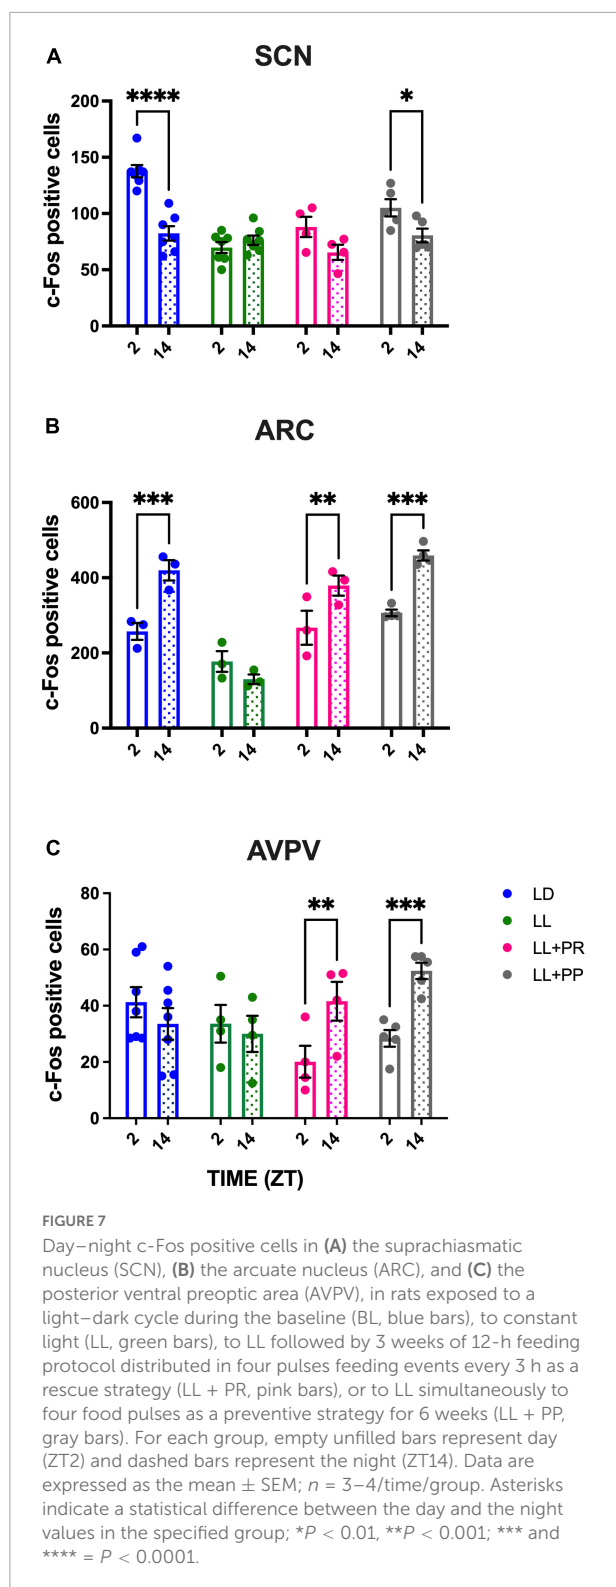 A
SCN
****
*
200
150
100
50
0
c-Fos positive cells
2
14
2
14
2
14
2
14
B
ARC
***
**
***
600
400
200
0
c-Fos positive cells
2
14
2
14
2
14
2
14
C
AVPV
**
***
80
60
40
20
0
c-Fos positive cells
2
14
2
14
2
14
2
14
TIME (ZT)
LD
LL
LL+PR
LL+PP
FIGURE 7
Day–night c-Fos positive cells in (A) the suprachiasmatic
nucleus (SCN), (B) the arcuate nucleus (ARC), and (C) the
posterior ventral preoptic area (AVPV), in rats exposed to a
light–dark cycle during the baseline (BL, blue bars), to constant
light (LL, green bars), to LL followed by 3 weeks of 12-h feeding
protocol distributed in four pulses feeding events every 3 h as a
rescue strategy (LL + PR, pink bars), or to LL simultaneously to
four food pulses as a preventive strategy for 6 weeks (LL + PP,
gray bars). For each group, empty unfilled bars represent day
(ZT2) and dashed bars represent the night (ZT14). Data are
expressed as the mean ± SEM; n = 3–4/time/group. Asterisks
indicate a statistical difference between the day and the night
values in the specified group; *P < 0.01, **P < 0.001; *** and
**** = P < 0.0001.